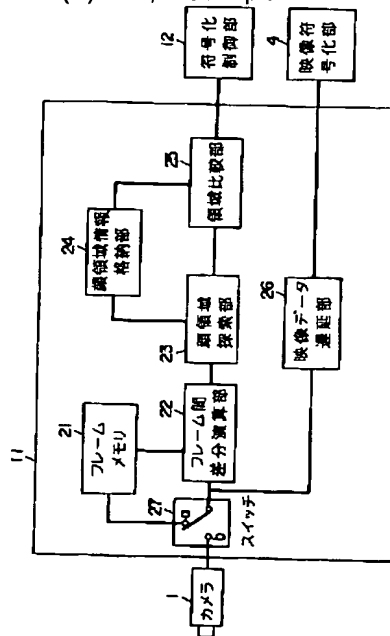 11
1
カメラ
27
スイッチ
21
フレーム
メモリ
22
フレーム間
差分演算部
23
顔領域
探索部
24
顔領域情報
格納部
25
領域比較部
26
映像データ
遅延部
12
符号化
制御部
4
映像符
号化部